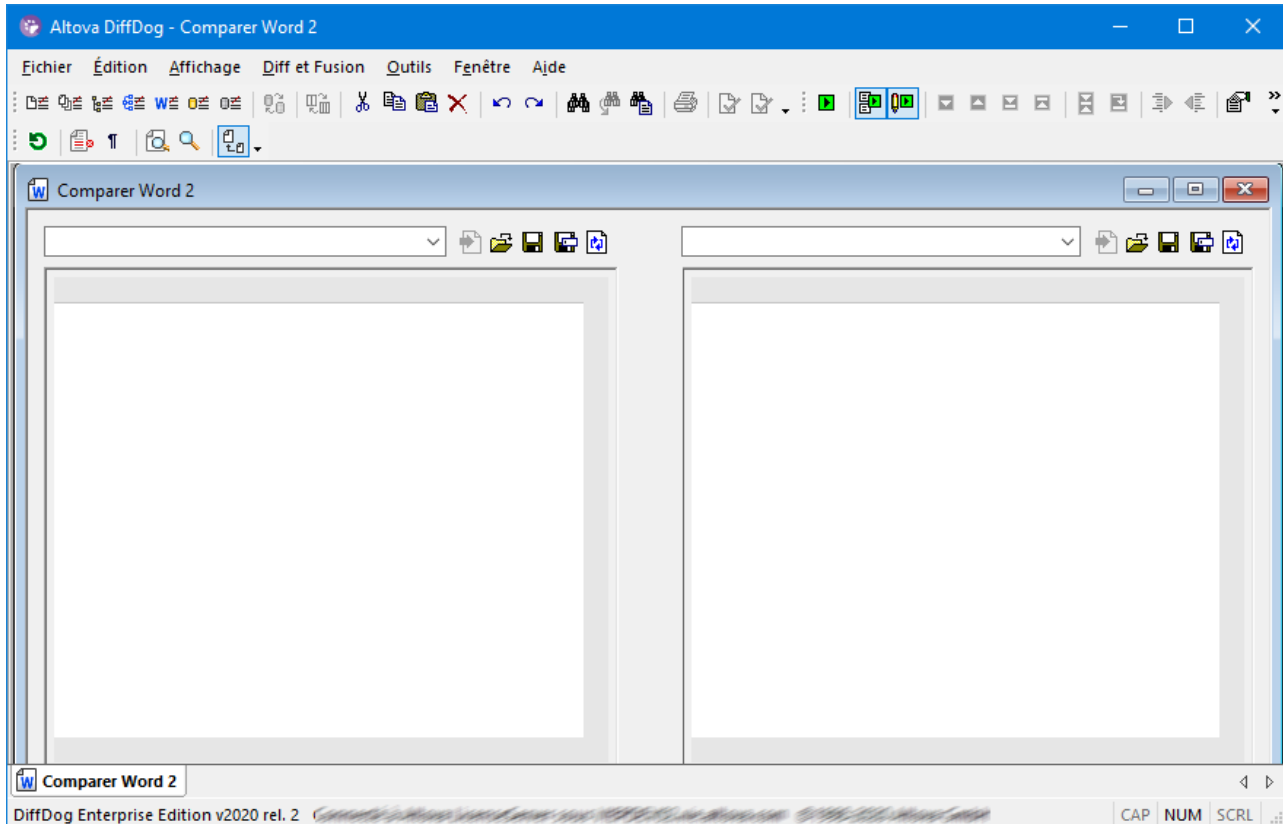 Altova DiffDog - Comparer Word 2
Fichier Édition Affichage Diff et Fusion Outils Fenêtre Aide
Comparer Word 2
Comparer Word 2
DiffDog Enterprise Edition v2020 rel. 2
CAP NUM SCRL